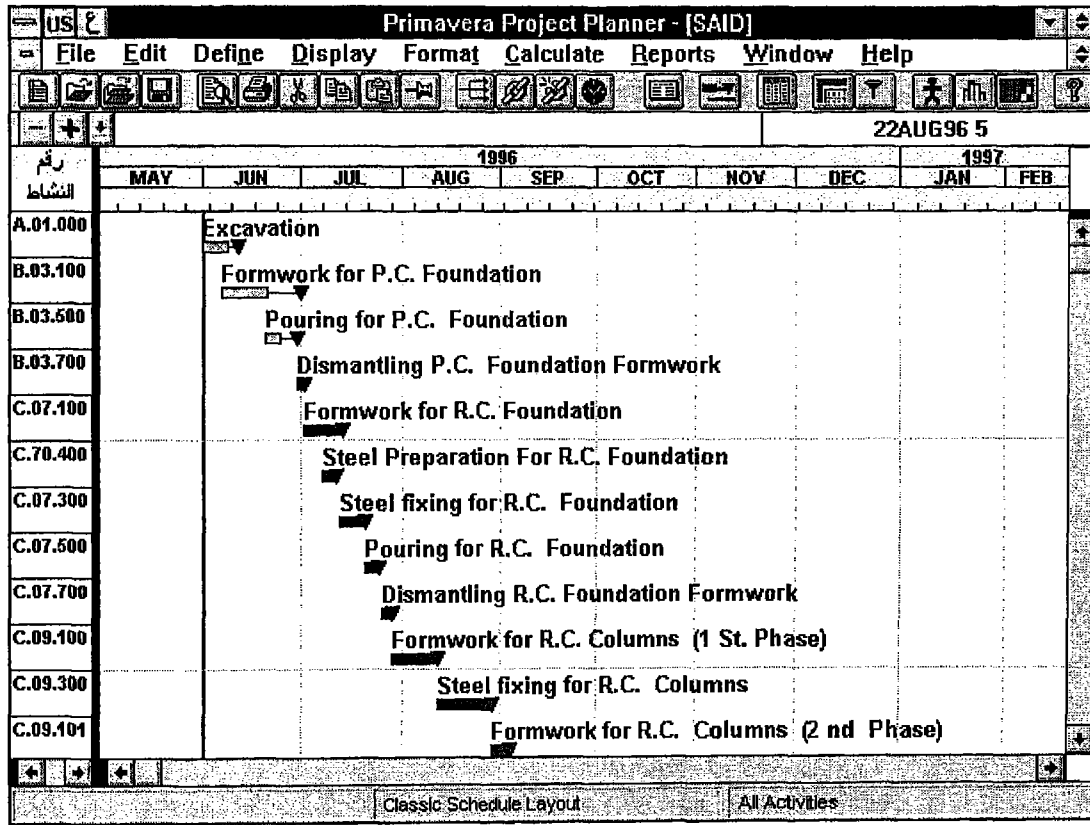 US ع Primavera Project Planner - [SAID]
File Edit Define Display Format Calculate Reports Window Help
22AUG96 5
رقم
النشاط
1996 1997
MAY JUN JUL AUG SEP OCT NOV DEC JAN FEB
A.01.000 Excavation
B.03.100 Formwork for P.C. Foundation
B.03.500 Pouring for P.C. Foundation
B.03.700 Dismantling P.C. Foundation Formwork
C.07.100 Formwork for R.C. Foundation
C.70.400 Steel Preparation For R.C. Foundation
C.07.300 Steel fixing for R.C. Foundation
C.07.500 Pouring for R.C. Foundation
C.07.700 Dismantling R.C. Foundation Formwork
C.09.100 Formwork for R.C. Columns (1 St. Phase)
C.09.300 Steel fixing for R.C. Columns
C.09.101 Formwork for R.C. Columns (2 nd Phase)
Classic Schedule Layout All Activities